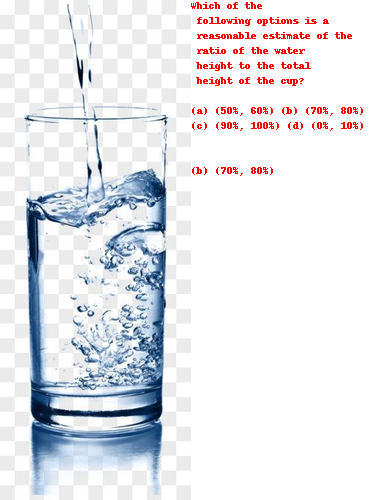 Which of the
following options is a
reasonable estimate of the
ratio of the water
height to the total
height of the cup?
(a) (50%, 60%) (b) (70%, 80%)
(c) (90%, 100%) (d) (0%, 10%)
(b) (70%, 80%)